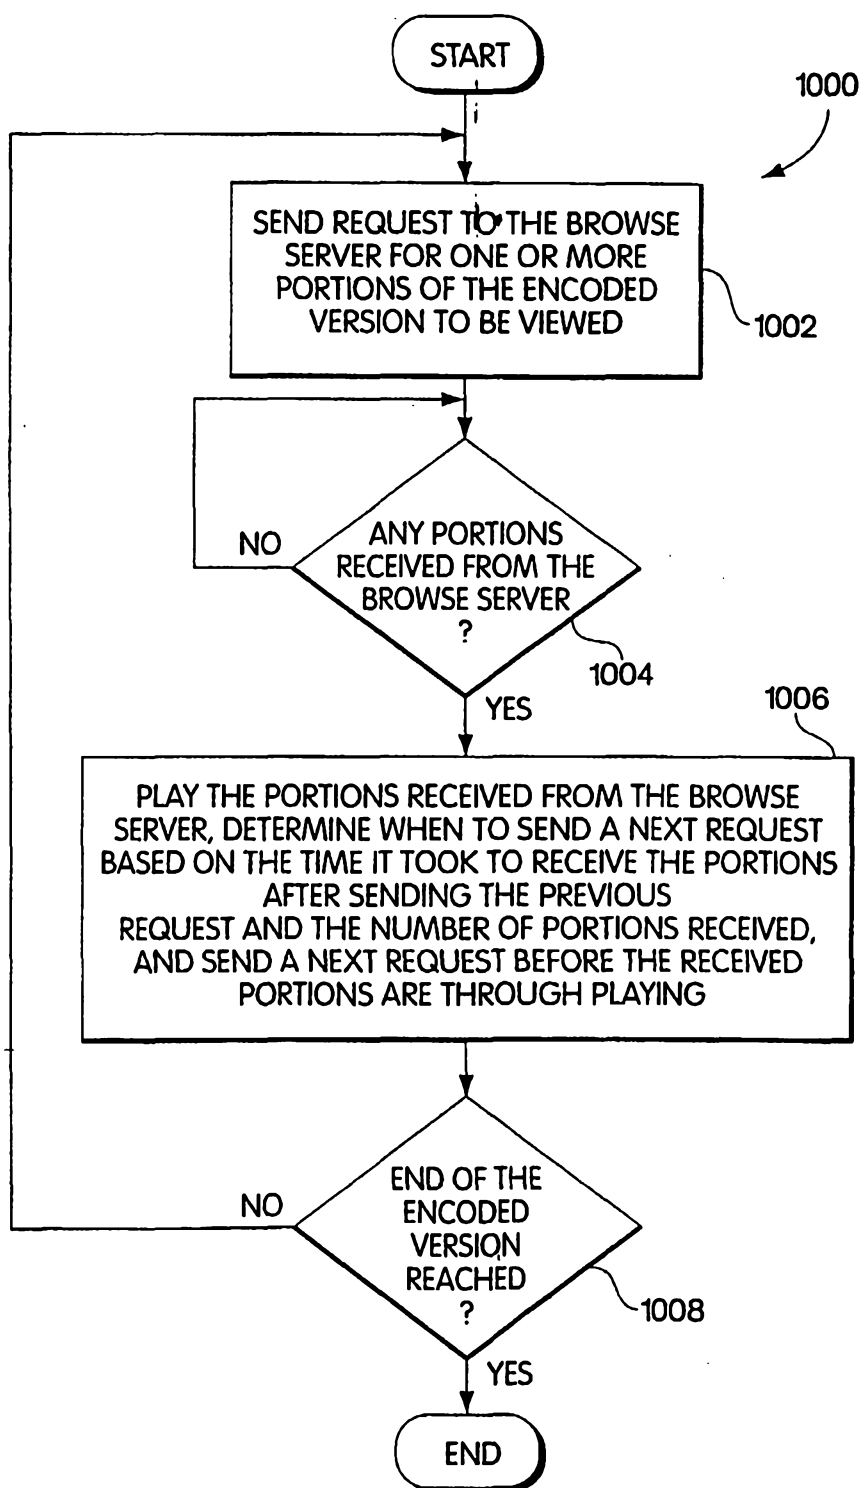 START
1000
SEND REQUEST TO THE BROWSE
SERVER FOR ONE OR MORE
PORTIONS OF THE ENCODED
VERSION TO BE VIEWED
1002
NO
ANY PORTIONS
RECEIVED FROM THE
BROWSE SERVER
?
1004
YES
1006
PLAY THE PORTIONS RECEIVED FROM THE BROWSE
SERVER, DETERMINE WHEN TO SEND A NEXT REQUEST
BASED ON THE TIME IT TOOK TO RECEIVE THE PORTIONS
AFTER SENDING THE PREVIOUS
REQUEST AND THE NUMBER OF PORTIONS RECEIVED,
AND SEND A NEXT REQUEST BEFORE THE RECEIVED
PORTIONS ARE THROUGH PLAYING
NO
END OF THE
ENCODED
VERSION
REACHED
?
1008
YES
END